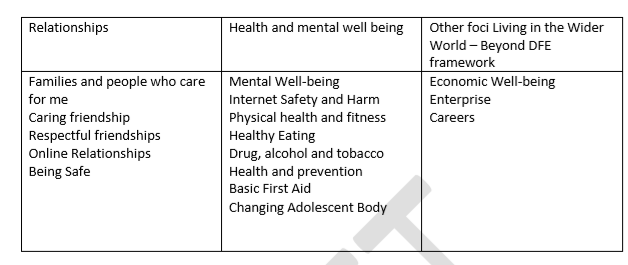 Relationships
Health and mental well being
Other foci Living in the Wider
World – Beyond DFE
framework
Families and people who care
for me
Caring friendship
Respectful friendships
Online Relationships
Being Safe
Mental Well-being
Internet Safety and Harm
Physical health and fitness
Healthy Eating
Drug, alcohol and tobacco
Health and prevention
Basic First Aid
Changing Adolescent Body
Economic Well-being
Enterprise
Careers